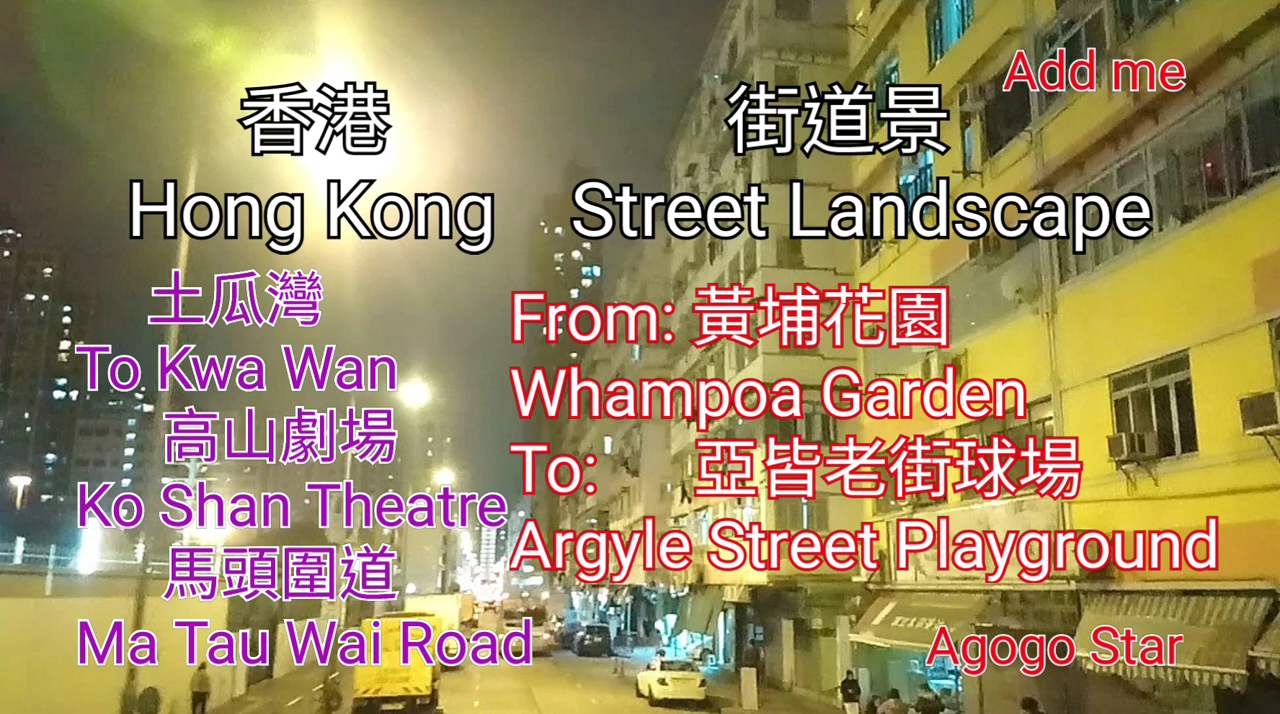 Add me
香港
街道景
Hong Kong
Street Landscape
土瓜灣
To Kwa Wan
高山劇場
Ko Shan Theatre
馬頭圍道
Ma Tau Wai Road
From: 黃埔花園
Whampoa Garden
To: 亞皆老街球場
Argyle Street Playground
Agogo Star